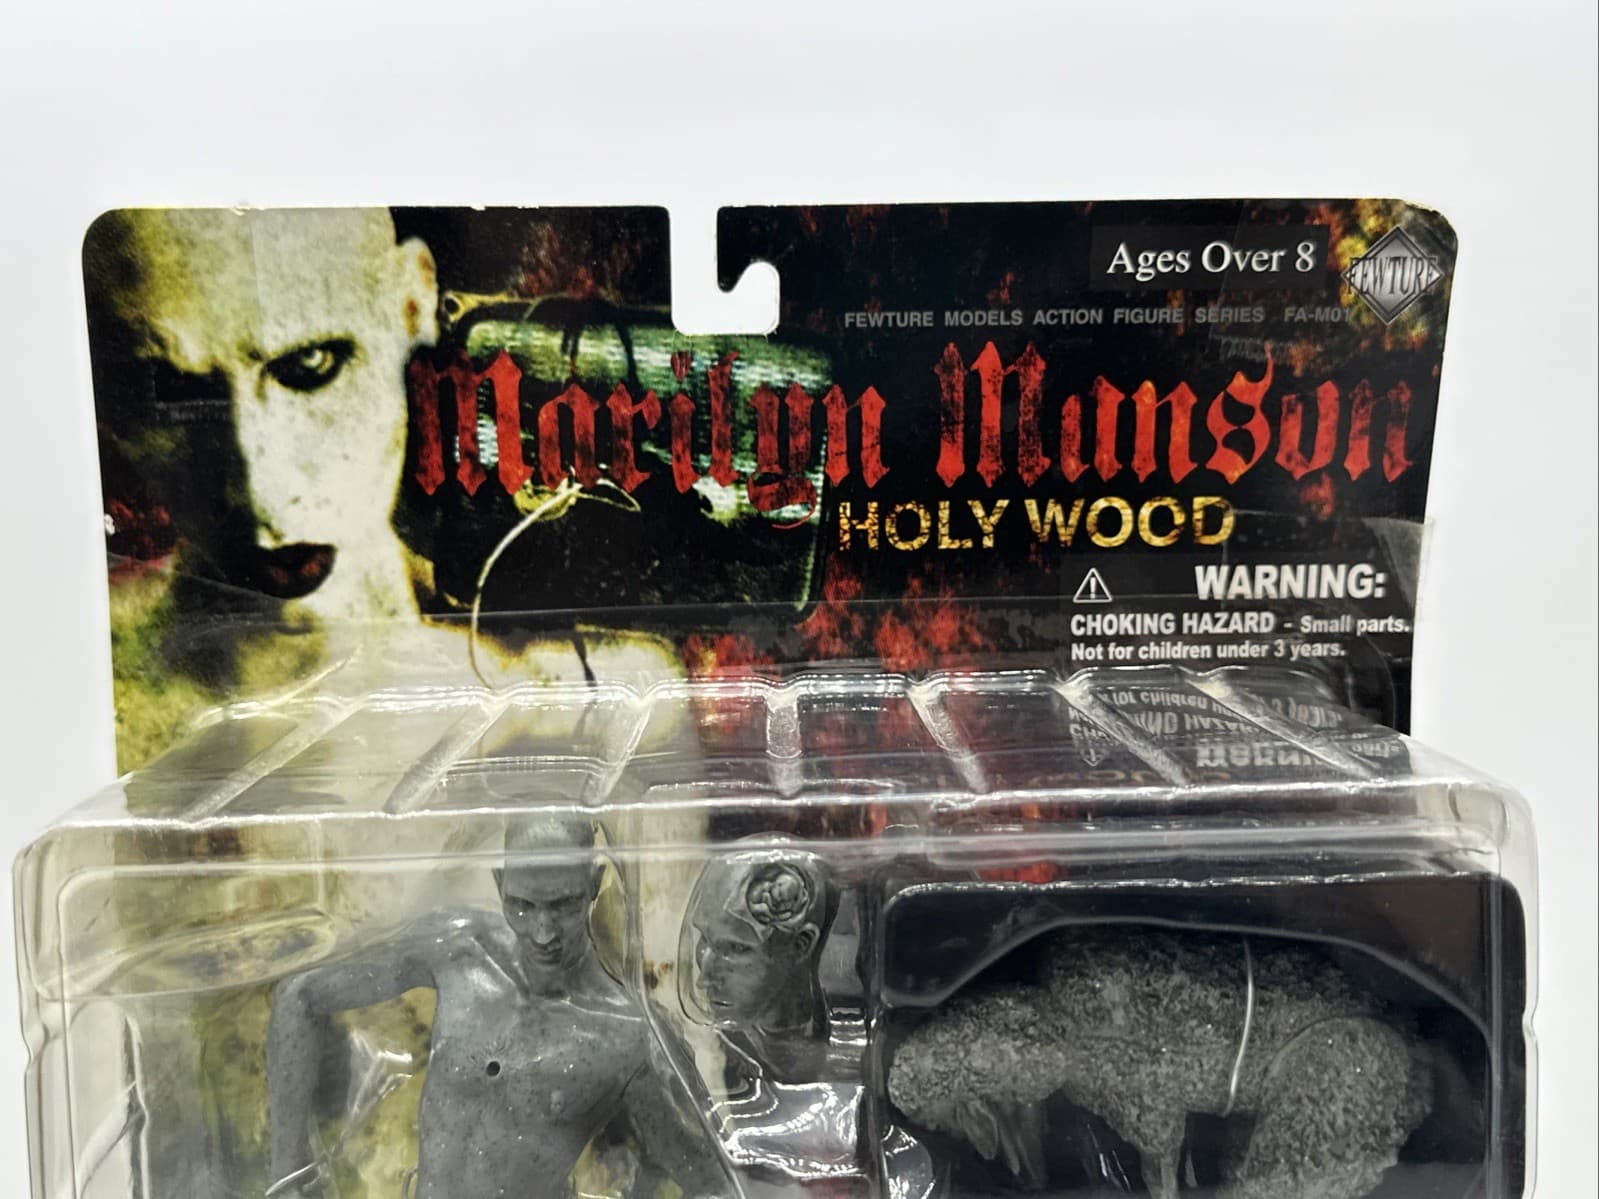 Ages Over 8
FEWTURE
FEWTURE MODELS ACTION FIGURE SERIES FA-M01
Marilyn Manson
HOLY WOOD
WARNING:
CHOKING HAZARD - Small parts.
Not for children under 3 years.